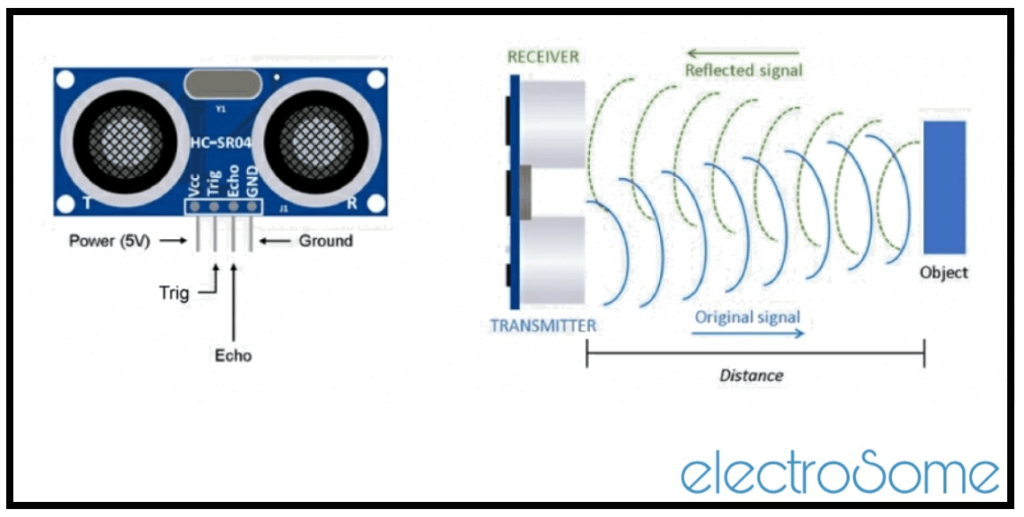 Y1
HC-SR04
Vcc
Trig
Echo
GND
T
J1
R
Power (5V)
Ground
Trig
Echo
RECEIVER
Reflected signal
Object
TRANSMITTER
Original signal
Distance
electroSome